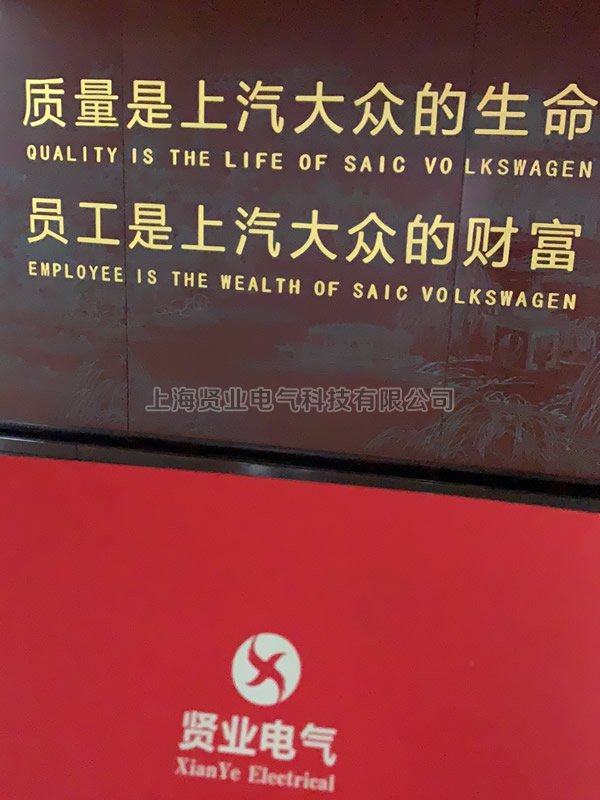 质量是上汽大众的生命
QUALITY IS THE LIFE OF SAIC VO LKSWAGEN
员工是上汽大众的财富
EMPLOYEE IS THE WEALTH OF SAIC VOLKSWAGEN
上海贤业电气科技有限公司
贤业电气
XianYe Electrical